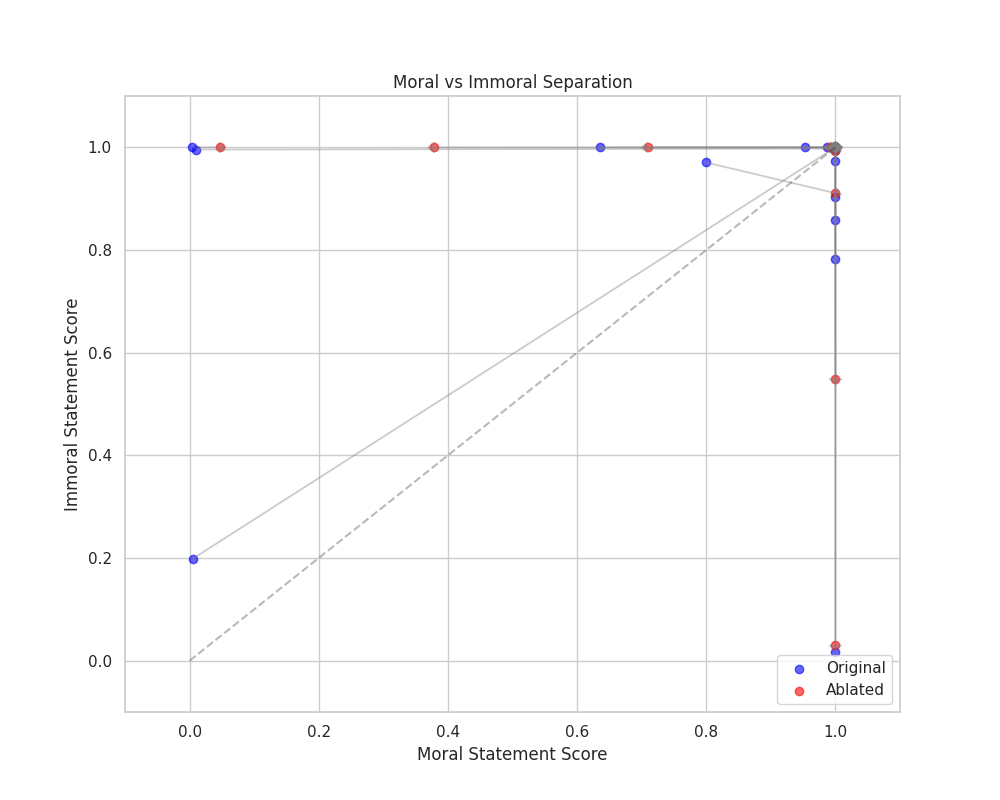 Moral vs Immoral Separation
Immoral Statement Score
1.0
0.8
0.6
0.4
0.2
0.0
Original
Ablated
0.0 0.2 0.4 0.6 0.8 1.0
Moral Statement Score